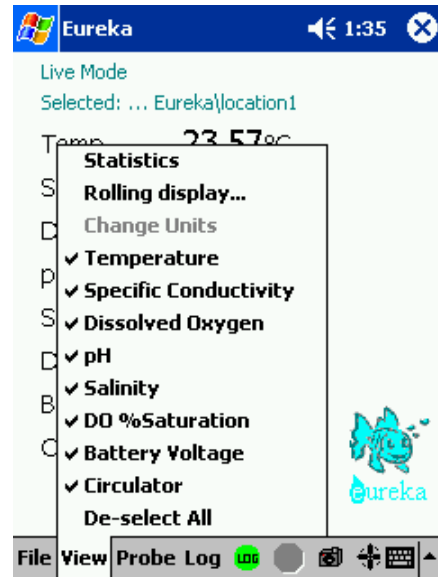 Eureka 1:35
Live Mode
Selected: ... Eureka\location1
23.57°C
Statistics
S
Rolling display...
D
Change Units
Temperature
p
Specific Conductivity
S
Dissolved Oxygen
D
pH
Salinity
B
DO %Saturation
C
Battery Voltage
Circulator
De-select All
eureka
File View Probe Log LOG